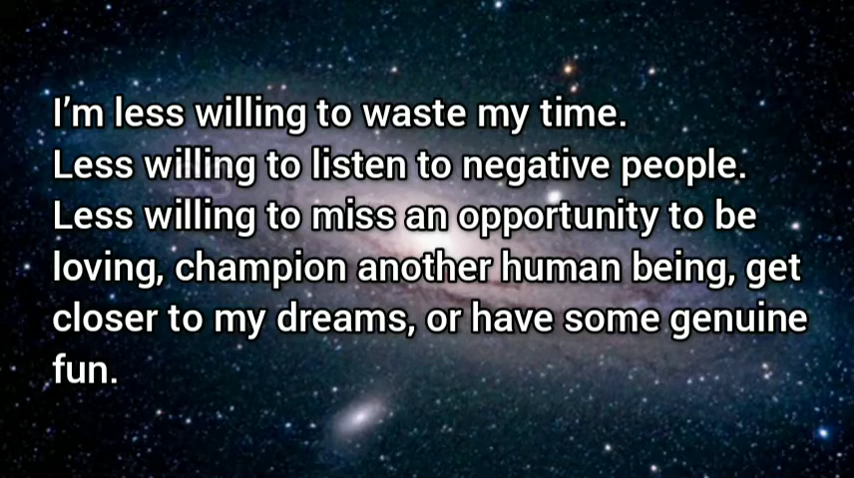 I’m less willing to waste my time.
Less willing to listen to negative people.
Less willing to miss an opportunity to be
loving, champion another human being, get
closer to my dreams, or have some genuine
fun.